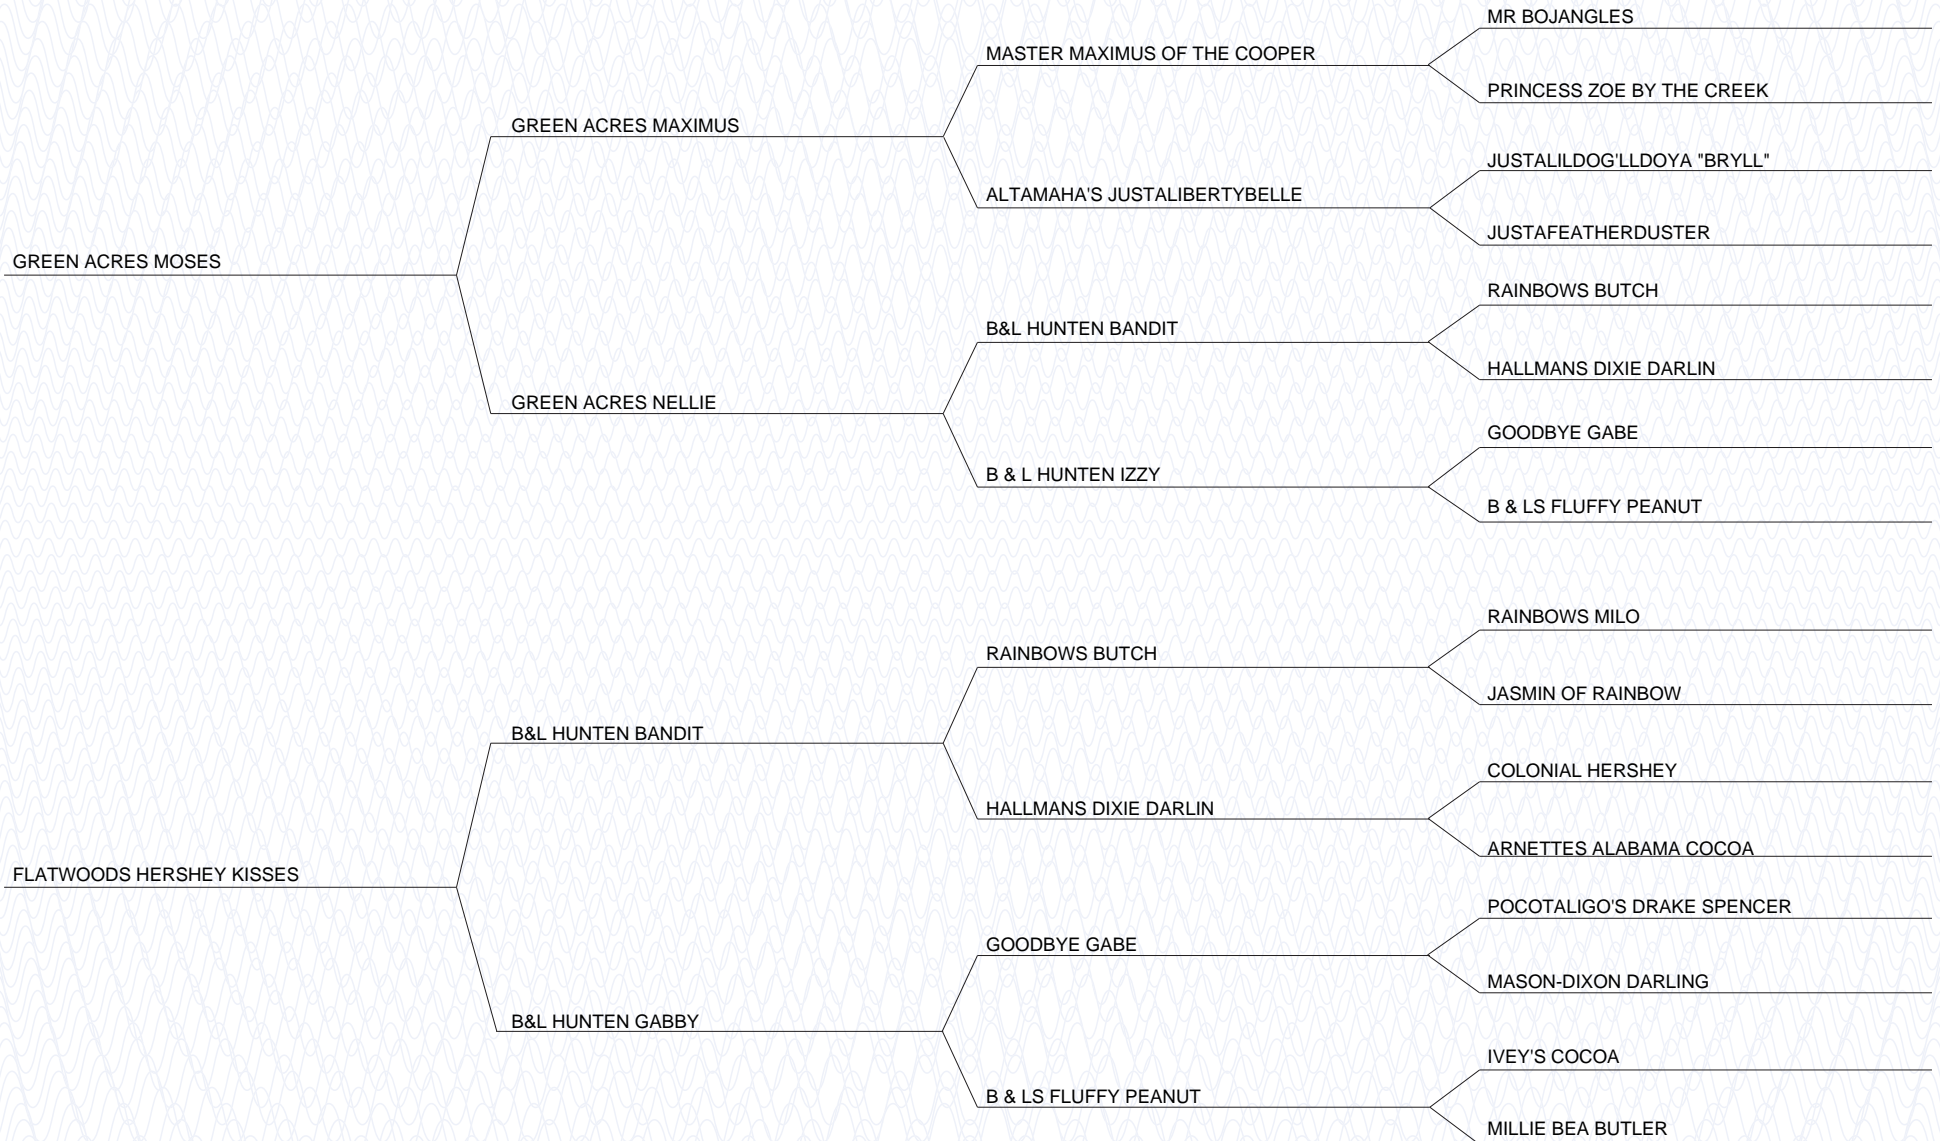 MR BOJANGLES
MASTER MAXIMUS OF THE COOPER
PRINCESS ZOE BY THE CREEK
GREEN ACRES MAXIMUS
JUSTALILDOG'LLDOYA "BRYLL"
ALTAMAHA'S JUSTALIBERTYBELLE
JUSTAFEATHERDUSTER
GREEN ACRES MOSES
RAINBOWS BUTCH
B&L HUNTEN BANDIT
HALLMANS DIXIE DARLIN
GREEN ACRES NELLIE
GOODBYE GABE
B & L HUNTEN IZZY
B & LS FLUFFY PEANUT
RAINBOWS MILO
RAINBOWS BUTCH
JASMIN OF RAINBOW
B&L HUNTEN BANDIT
COLONIAL HERSHEY
HALLMANS DIXIE DARLIN
ARNETTES ALABAMA COCOA
FLATWOODS HERSHEY KISSES
POCOTALIGO'S DRAKE SPENCER
GOODBYE GABE
MASON-DIXON DARLING
B&L HUNTEN GABBY
IVEY'S COCOA
B & LS FLUFFY PEANUT
MILLIE BEA BUTLER